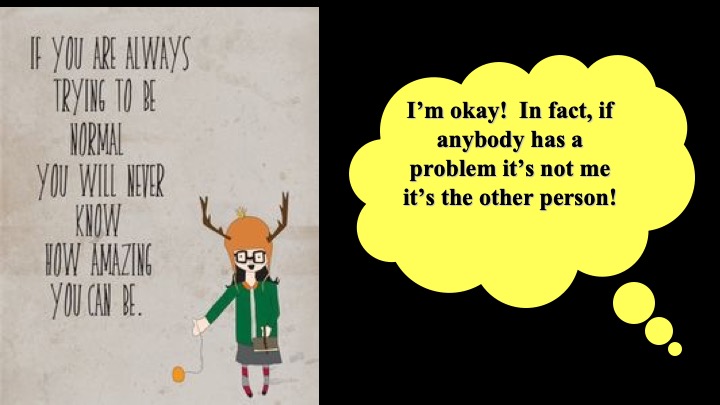 IF YOU ARE ALWAYS
TRYING TO BE
NORMAL
YOU WILL NEVER
KNOW
HOW AMAZING
YOU CAN BE.
I'm okay!  In fact, if
anybody has a
problem it's not me
it's the other person!